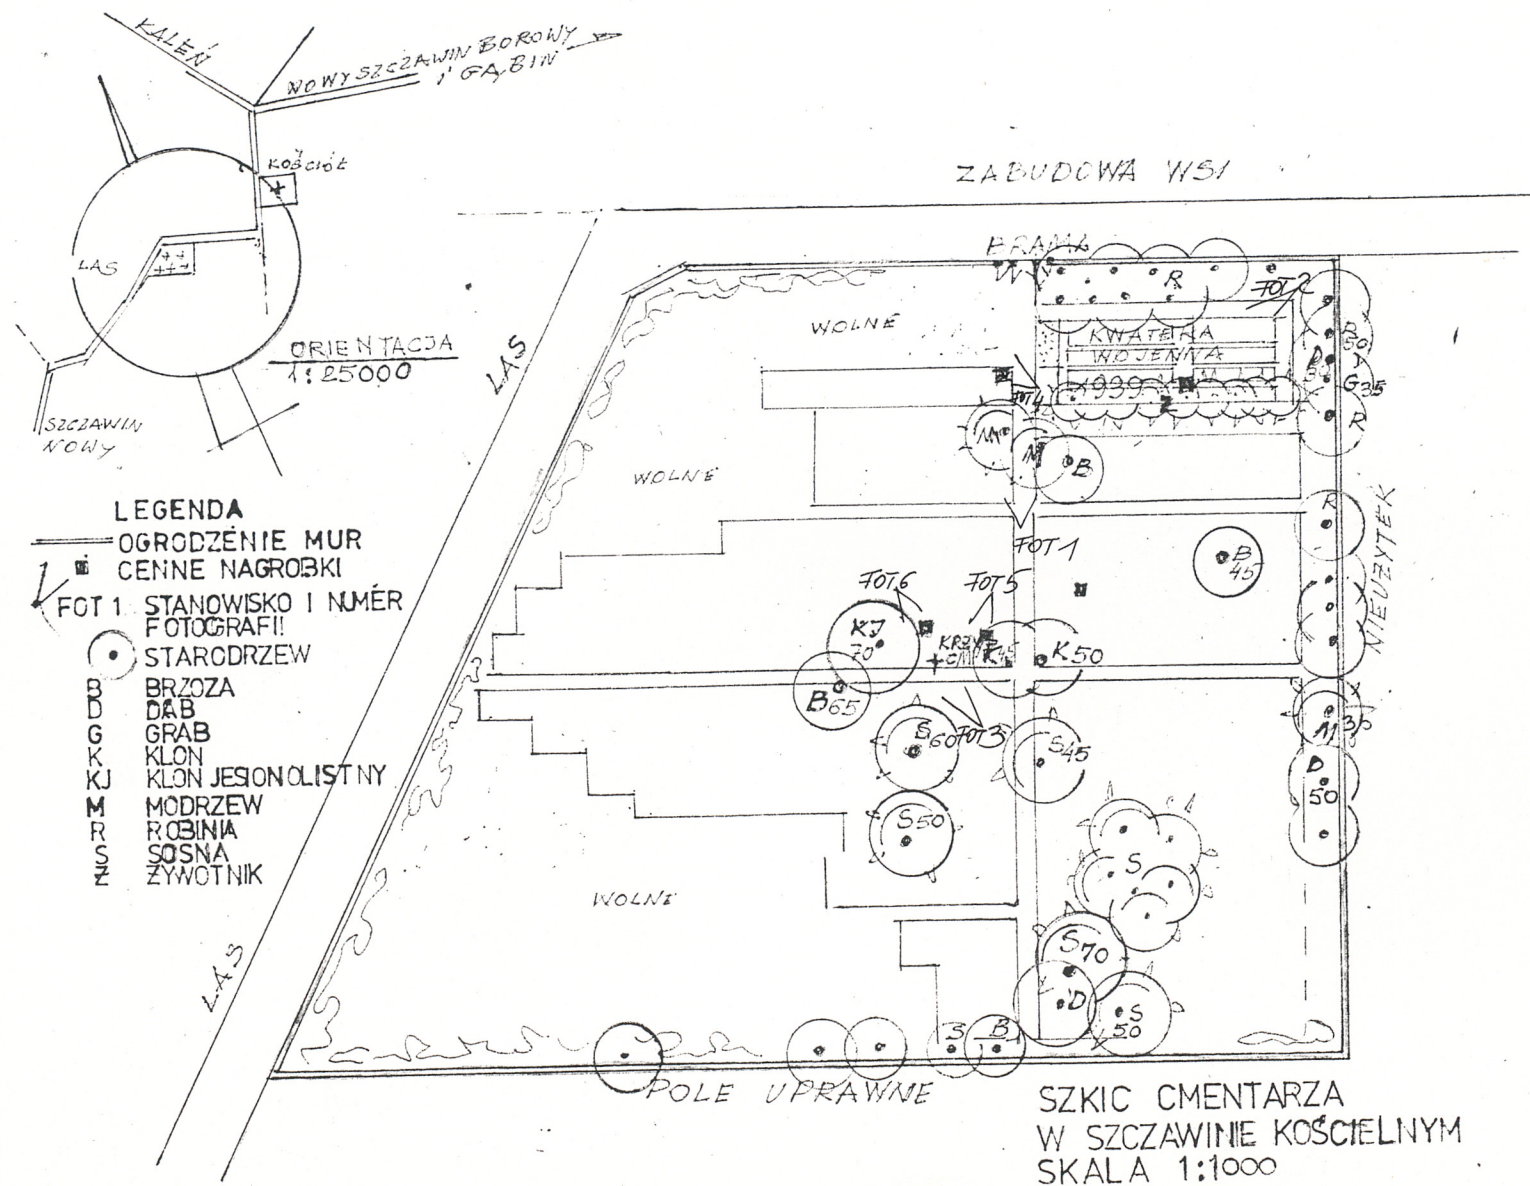 KALEŃ
NOWY SZCZAWIN BOROWY
i GĄBIN
KOŚCIÓŁ
LAS
ORIENTACJA
1:25000
SZCZAWIN
NOWY
ZABUDOWA WSI
BRAMA
LAS
WOLNE
R
FOT 2
KWATERA
WOJENNA
1939
D
G35
R
Ż
FOT 4
M
M
B
WOLNE
LEGENDA
OGRODZENIE MUR
CENNE NAGROBKI
FOT 1 STANOWISKO I NUMER
FOTOGRAFII
STARODRZEW
B BRZOZA
D DĄB
G GRAB
K KLON
KJ KLON JESIONOLISTNY
M MODRZEW
R ROBINIA
S SOSNA
Ż ŻYWOTNIK
R
NIEUŻYTEK
FOT 1
B
45
FOT 6
FOT 5
KJ
70
KRZYŻ
CM
K45
K50
B65
S60
FOT 3
S45
M
30
D
50
S50
S
WOLNE
LAS
S70
D
S
50
S
B
POLE UPRAWNE
SZKIC CMENTARZA
W SZCZAWINIE KOŚCIELNYM
SKALA 1:1000